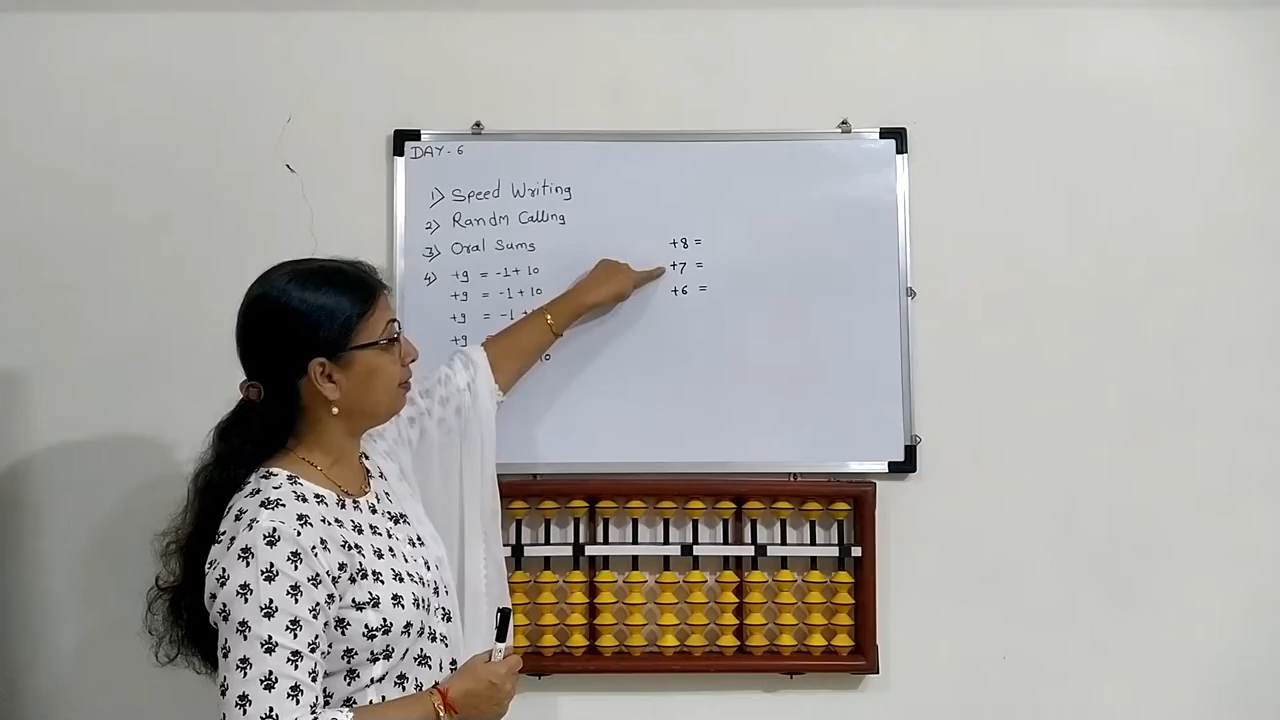 DAY - 6
1) Speed Writing
2) Randm Calling
3) Oral Sums
4) +9 = -1 + 10
+9 = -1 + 10
+9 = -1 +
+9 =
10
+8 =
+7 =
+6 =